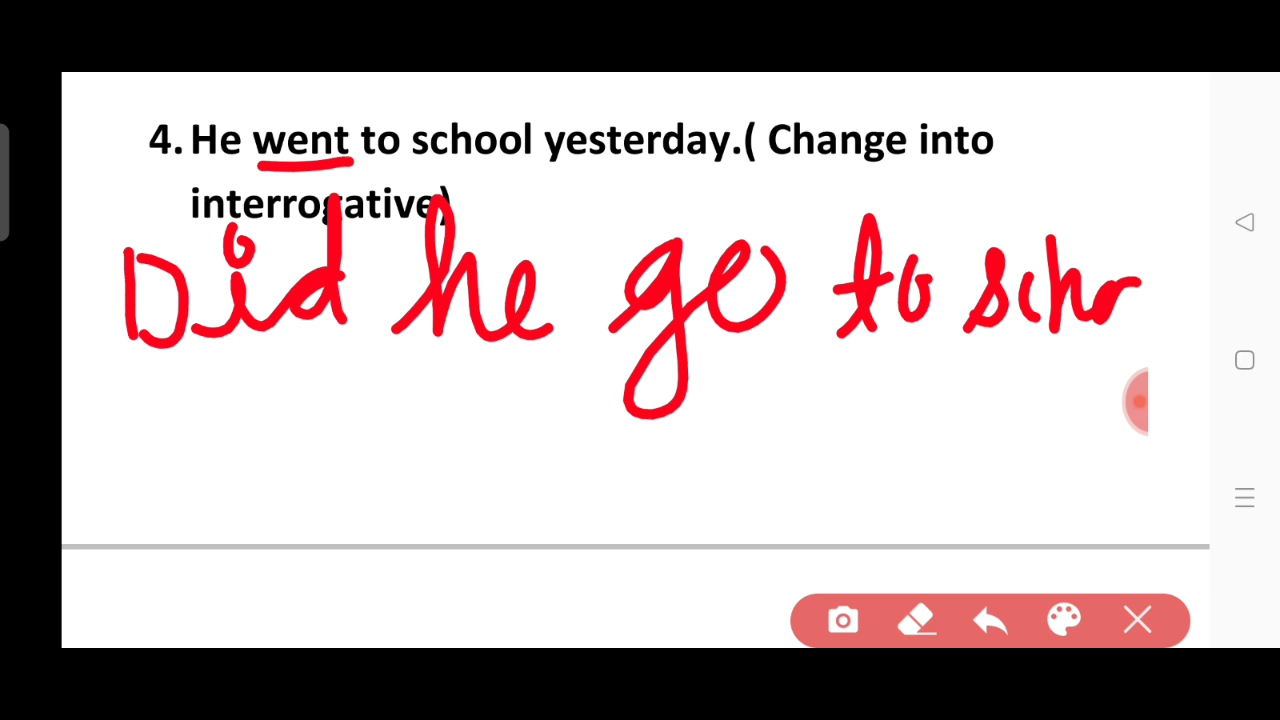 4. He went to school yesterday.( Change into
interrogative)
Did he go to scho